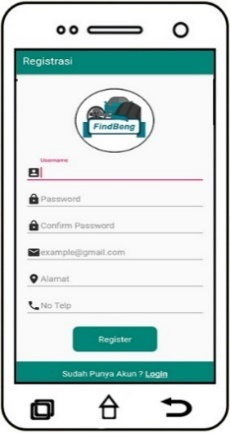 Registrasi
FindBeng
Username
Password
Confirm Password
example@gmail.com
Alamat
No Telp
Register
Sudah Punya Akun ? Login